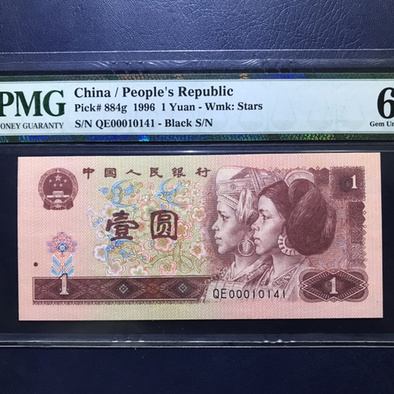 PMG
MONEY GUARANTY
China / People's Republic
Pick# 884g 1996 1 Yuan - Wmk: Stars
S/N QE00010141 - Black S/N
6
Gem Un
中国人民银行
1
壹圆
1
QE00010141
1